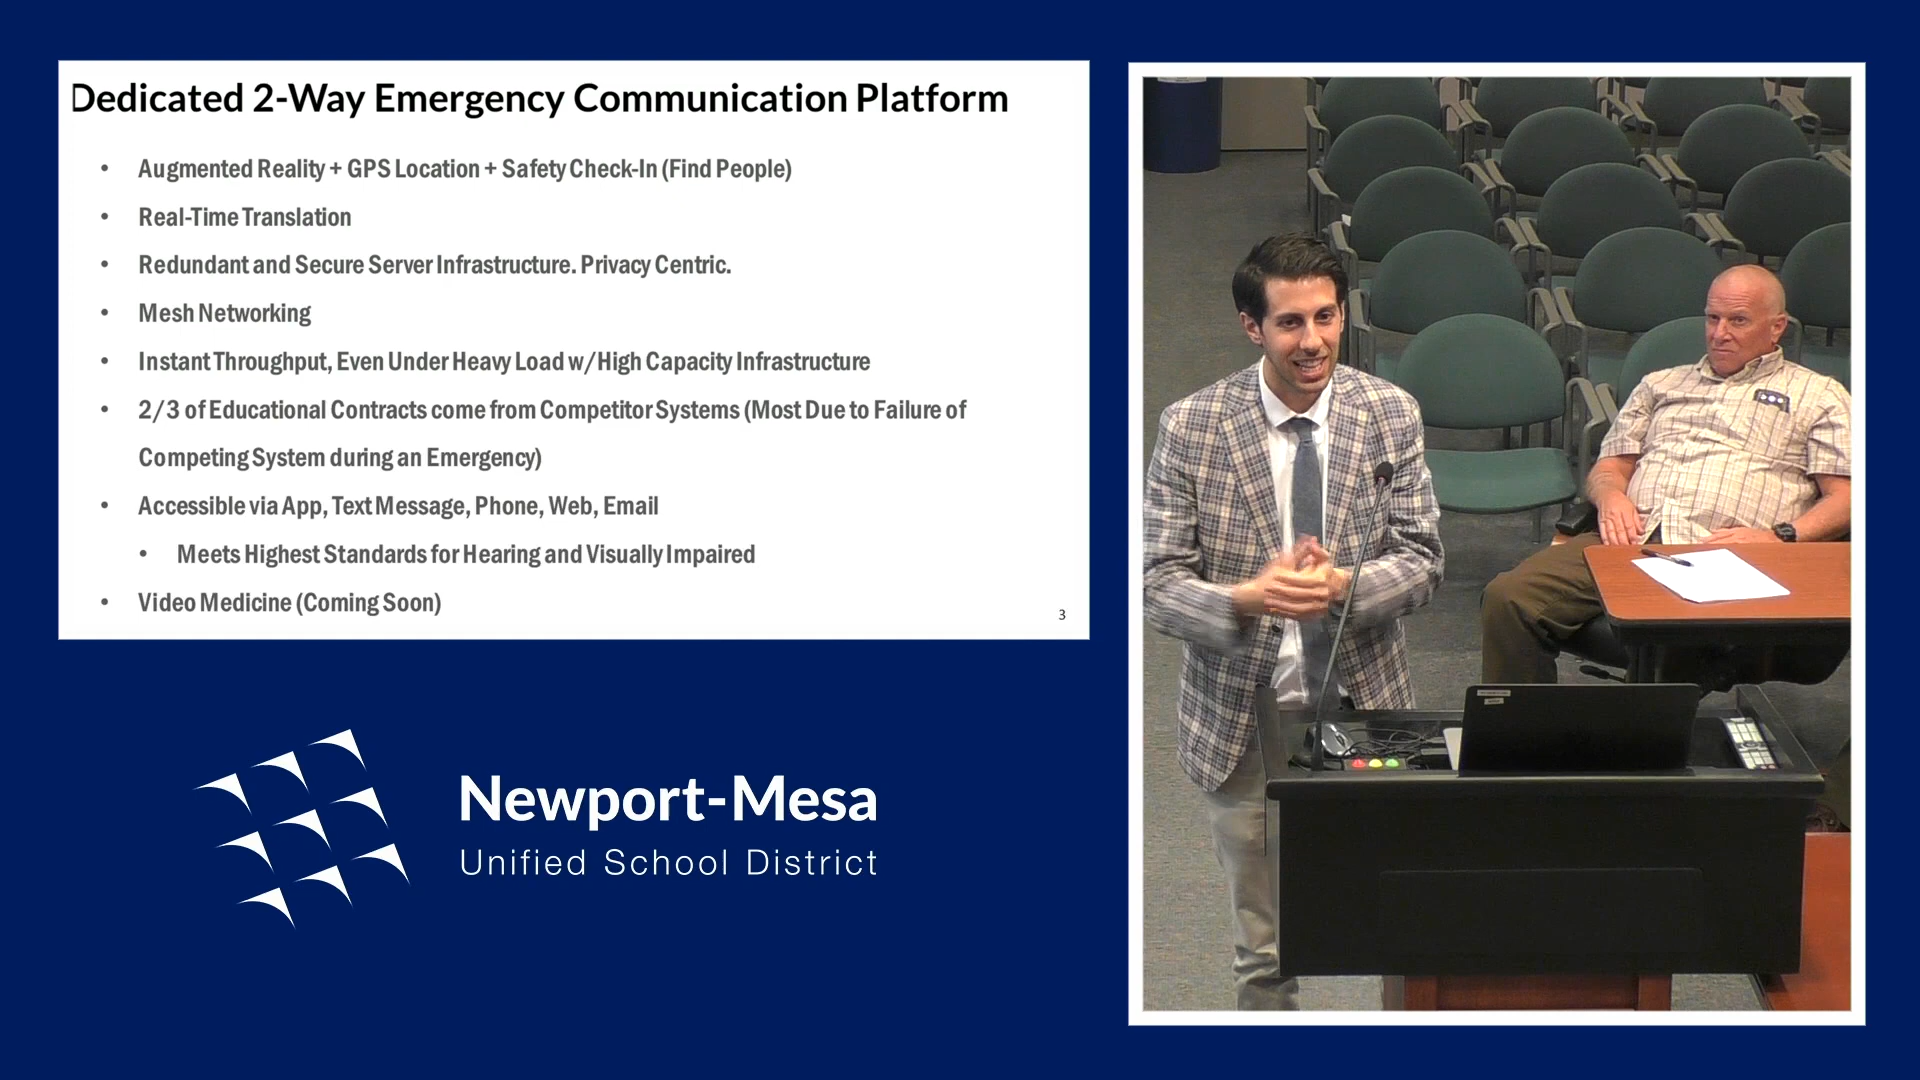 Dedicated 2-Way Emergency Communication Platform
• Augmented Reality + GPS Location + Safety Check-In (Find People)
• Real-Time Translation
• Redundant and Secure Server Infrastructure. Privacy Centric.
• Mesh Networking
• Instant Throughput, Even Under Heavy Load w/High Capacity Infrastructure
• 2/3 of Educational Contracts come from Competitor Systems (Most Due to Failure of
Competing System during an Emergency)
• Accessible via App, Text Message, Phone, Web, Email
• Meets Highest Standards for Hearing and Visually Impaired
• Video Medicine (Coming Soon)
3
Newport-Mesa
Unified School District